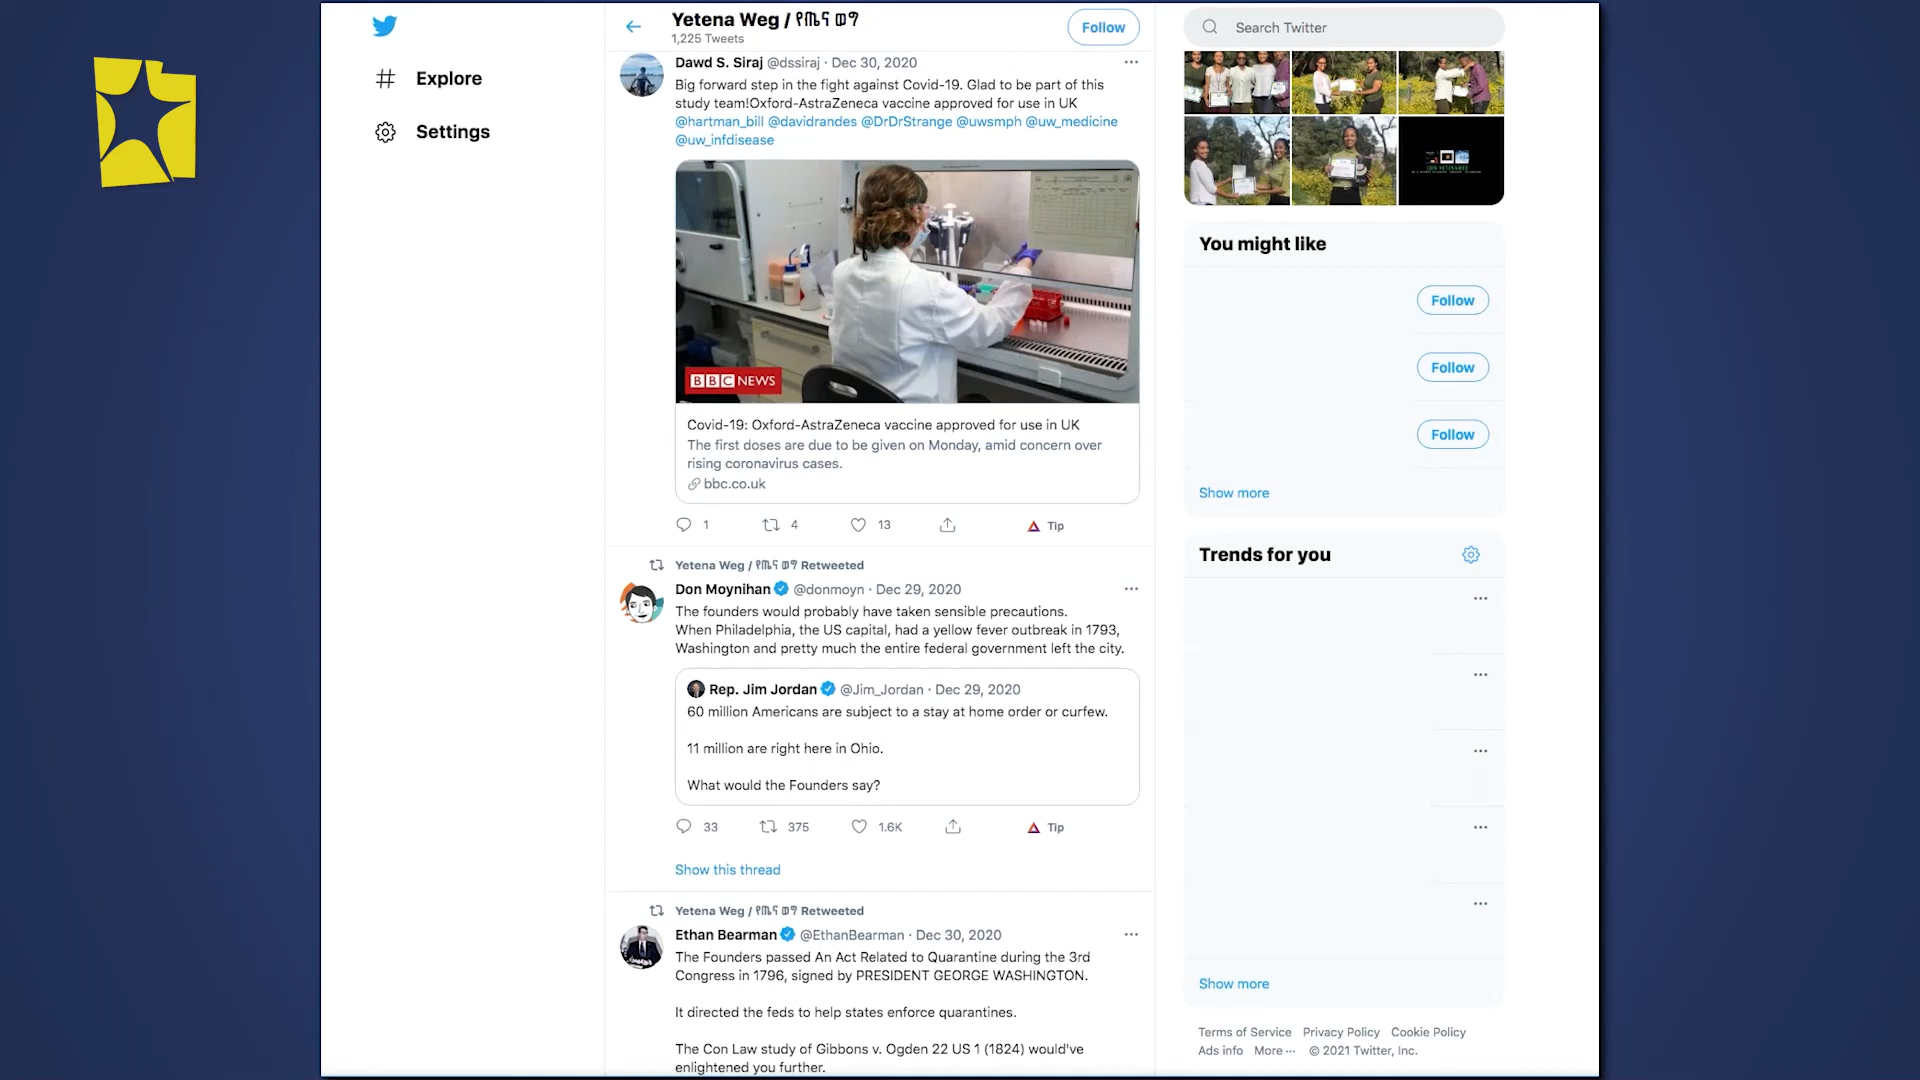 Yetena Weg / የጤና ወግ
1,225 Tweets
Follow
Search Twitter
Explore
Settings
Dawd S. Siraj @dssiraj · Dec 30, 2020
Big forward step in the fight against Covid-19. Glad to be part of this
study team!Oxford-AstraZeneca vaccine approved for use in UK
@hartman_bill @davidrandes @DrDrStrange @uwsmph @uw_medicine
@uw_infdisease
BBC NEWS
Covid-19: Oxford-AstraZeneca vaccine approved for use in UK
The first doses are due to be given on Monday, amid concern over
rising coronavirus cases.
bbc.co.uk
1 4 13 Tip
Yetena Weg / የጤና ወግ Retweeted
Don Moynihan @donmoyn · Dec 29, 2020
The founders would probably have taken sensible precautions.
When Philadelphia, the US capital, had a yellow fever outbreak in 1793,
Washington and pretty much the entire federal government left the city.
Rep. Jim Jordan @Jim_Jordan · Dec 29, 2020
60 million Americans are subject to a stay at home order or curfew.
11 million are right here in Ohio.
What would the Founders say?
33 375 1.6K Tip
Show this thread
Yetena Weg / የጤና ወግ Retweeted
Ethan Bearman @EthanBearman · Dec 30, 2020
The Founders passed An Act Related to Quarantine during the 3rd
Congress in 1796, signed by PRESIDENT GEORGE WASHINGTON.
It directed the feds to help states enforce quarantines.
The Con Law study of Gibbons v. Ogden 22 US 1 (1824) would've
enlightened you further.
You might like
Follow
Follow
Follow
Show more
Trends for you
Show more
Terms of Service Privacy Policy Cookie Policy
Ads info More ··· © 2021 Twitter, Inc.